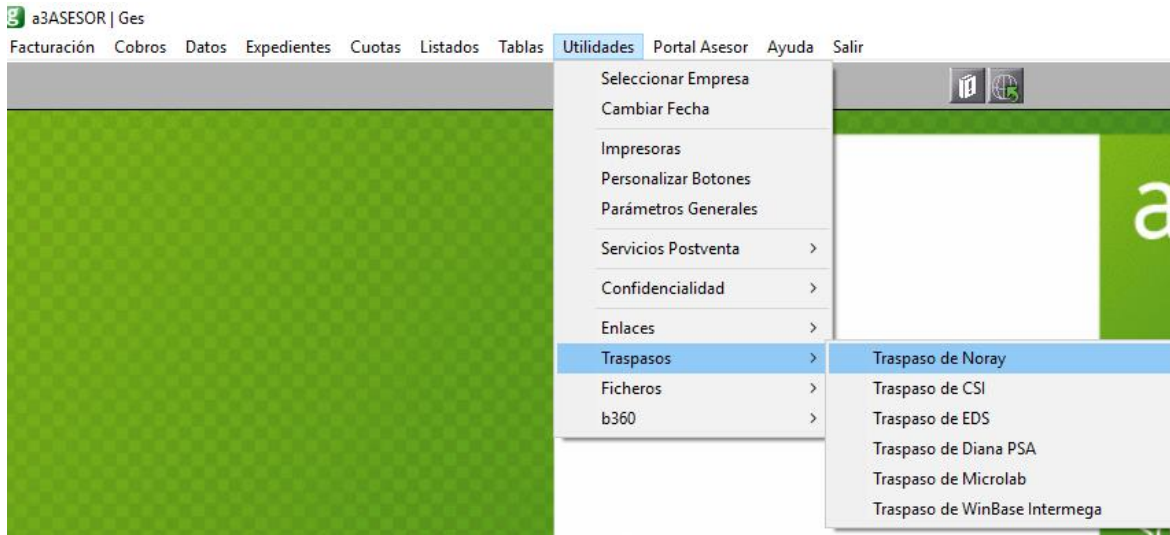 a3ASESOR | Ges
Facturación Cobros Datos Expedientes Cuotas Listados Tablas Utilidades Portal Asesor Ayuda Salir
Seleccionar Empresa
Cambiar Fecha
Impresoras
Personalizar Botones
Parámetros Generales
Servicios Postventa
Confidencialidad
Enlaces
Traspasos
Ficheros
b360
Traspaso de Noray
Traspaso de CSI
Traspaso de EDS
Traspaso de Diana PSA
Traspaso de Microlab
Traspaso de WinBase Intermega
a